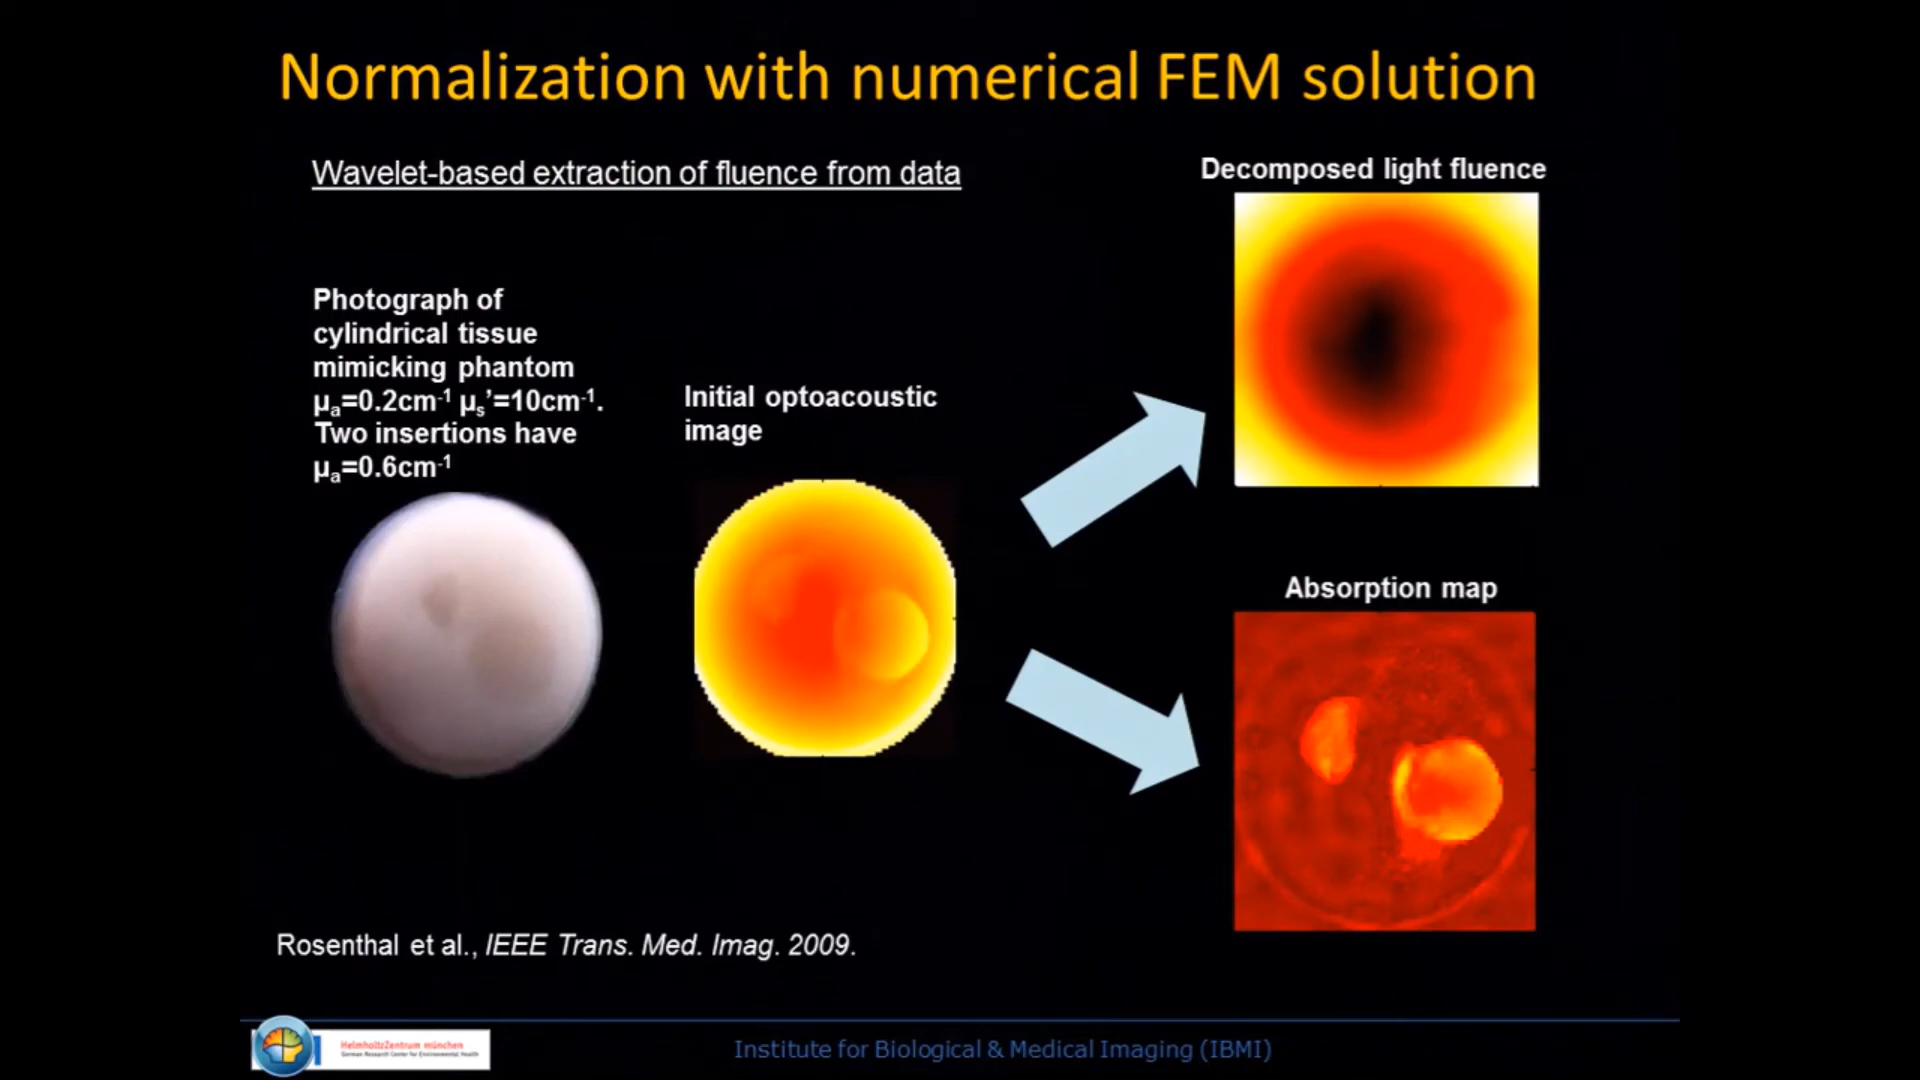 Normalization with numerical FEM solution
Wavelet-based extraction of fluence from data
Decomposed light fluence
Photograph of
cylindrical tissue
mimicking phantom
µa=0.2cm-1 µs’=10cm-1.
Two insertions have
µa=0.6cm-1
Initial optoacoustic
image
Absorption map
Rosenthal et al., IEEE Trans. Med. Imag. 2009.
HelmholtzZentrum münchen
German Research Center for Environmental Health
Institute for Biological & Medical Imaging (IBMI)